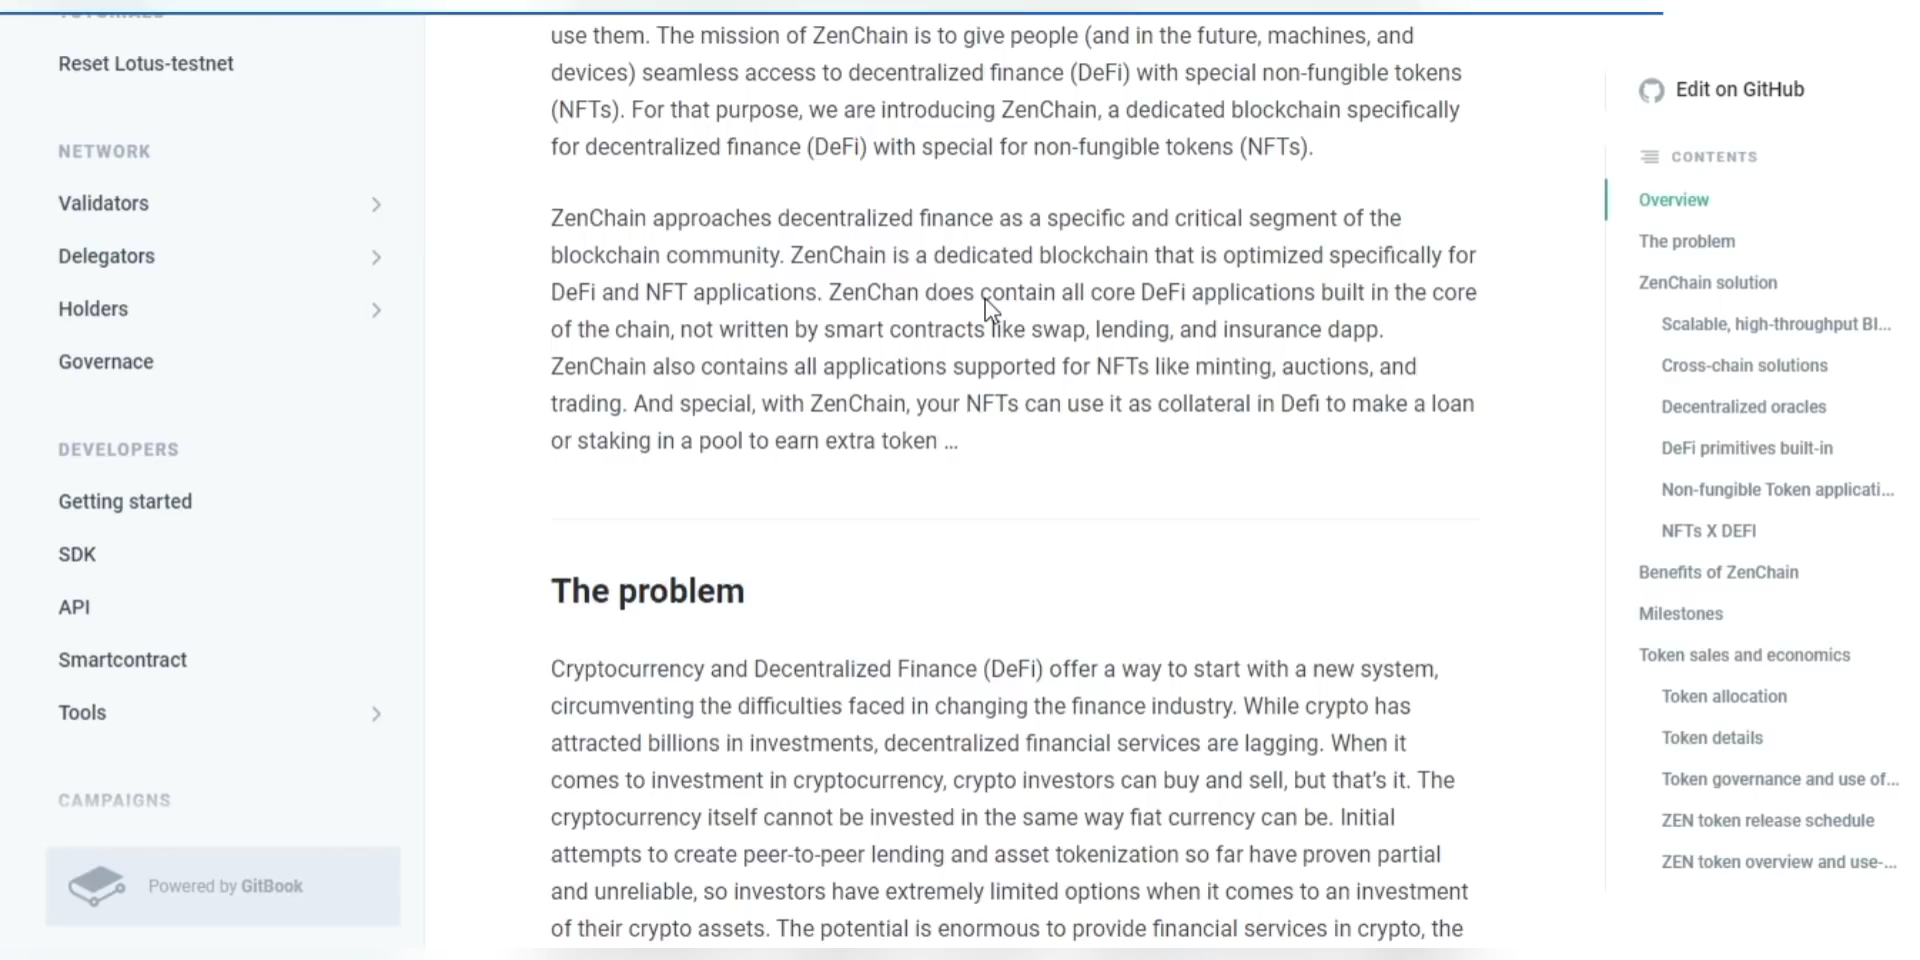 Reset Lotus-testnet
NETWORK
Validators
Delegators
Holders
Governace
DEVELOPERS
Getting started
SDK
API
Smartcontract
Tools
CAMPAIGNS
Powered by GitBook
use them. The mission of ZenChain is to give people (and in the future, machines, and
devices) seamless access to decentralized finance (DeFi) with special non-fungible tokens
(NFTs). For that purpose, we are introducing ZenChain, a dedicated blockchain specifically
for decentralized finance (DeFi) with special for non-fungible tokens (NFTs).
ZenChain approaches decentralized finance as a specific and critical segment of the
blockchain community. ZenChain is a dedicated blockchain that is optimized specifically for
DeFi and NFT applications. ZenChan does contain all core DeFi applications built in the core
of the chain, not written by smart contracts like swap, lending, and insurance dapp.
ZenChain also contains all applications supported for NFTs like minting, auctions, and
trading. And special, with ZenChain, your NFTs can use it as collateral in Defi to make a loan
or staking in a pool to earn extra token ...
The problem
Cryptocurrency and Decentralized Finance (DeFi) offer a way to start with a new system,
circumventing the difficulties faced in changing the finance industry. While crypto has
attracted billions in investments, decentralized financial services are lagging. When it
comes to investment in cryptocurrency, crypto investors can buy and sell, but that's it. The
cryptocurrency itself cannot be invested in the same way fiat currency can be. Initial
attempts to create peer-to-peer lending and asset tokenization so far have proven partial
and unreliable, so investors have extremely limited options when it comes to an investment
of their crypto assets. The potential is enormous to provide financial services in crypto, the
Edit on GitHub
CONTENTS
Overview
The problem
ZenChain solution
Scalable, high-throughput Bl...
Cross-chain solutions
Decentralized oracles
DeFi primitives built-in
Non-fungible Token applicati...
NFTs X DEFI
Benefits of ZenChain
Milestones
Token sales and economics
Token allocation
Token details
Token governance and use of...
ZEN token release schedule
ZEN token overview and use-...